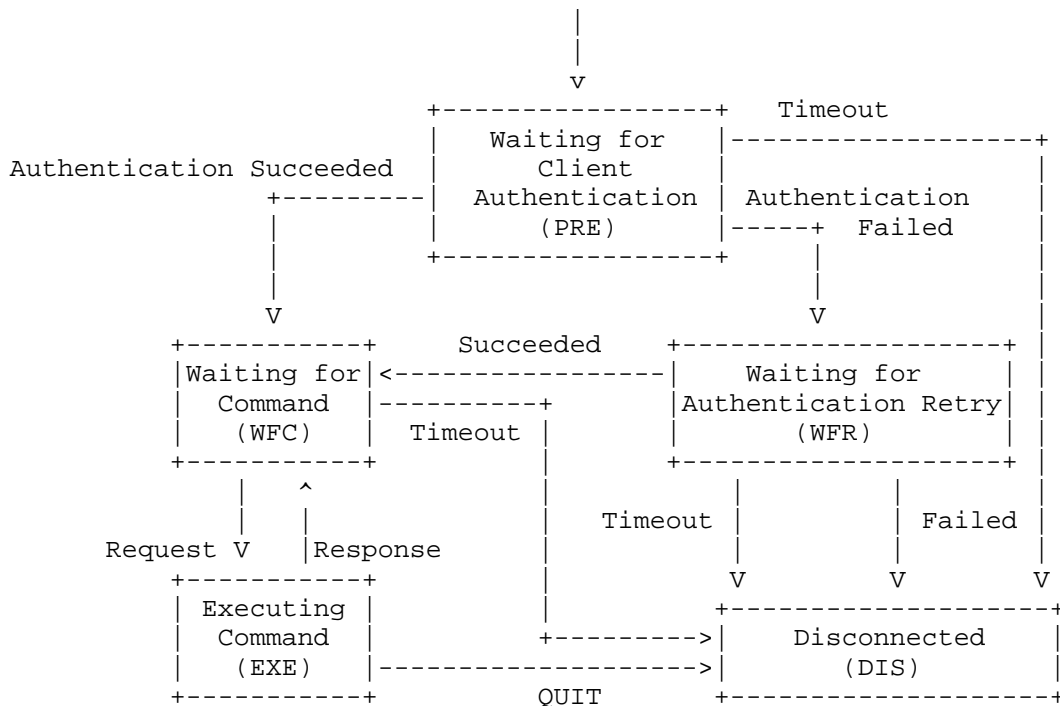 Timeout
Waiting for
Client
Authentication
(PRE)
Authentication Succeeded
Authentication
Failed
Succeeded
Waiting for
Command
(WFC)
Timeout
Waiting for
Authentication Retry
(WFR)
Timeout
Failed
Request
Response
Executing
Command
(EXE)
Disconnected
(DIS)
QUIT